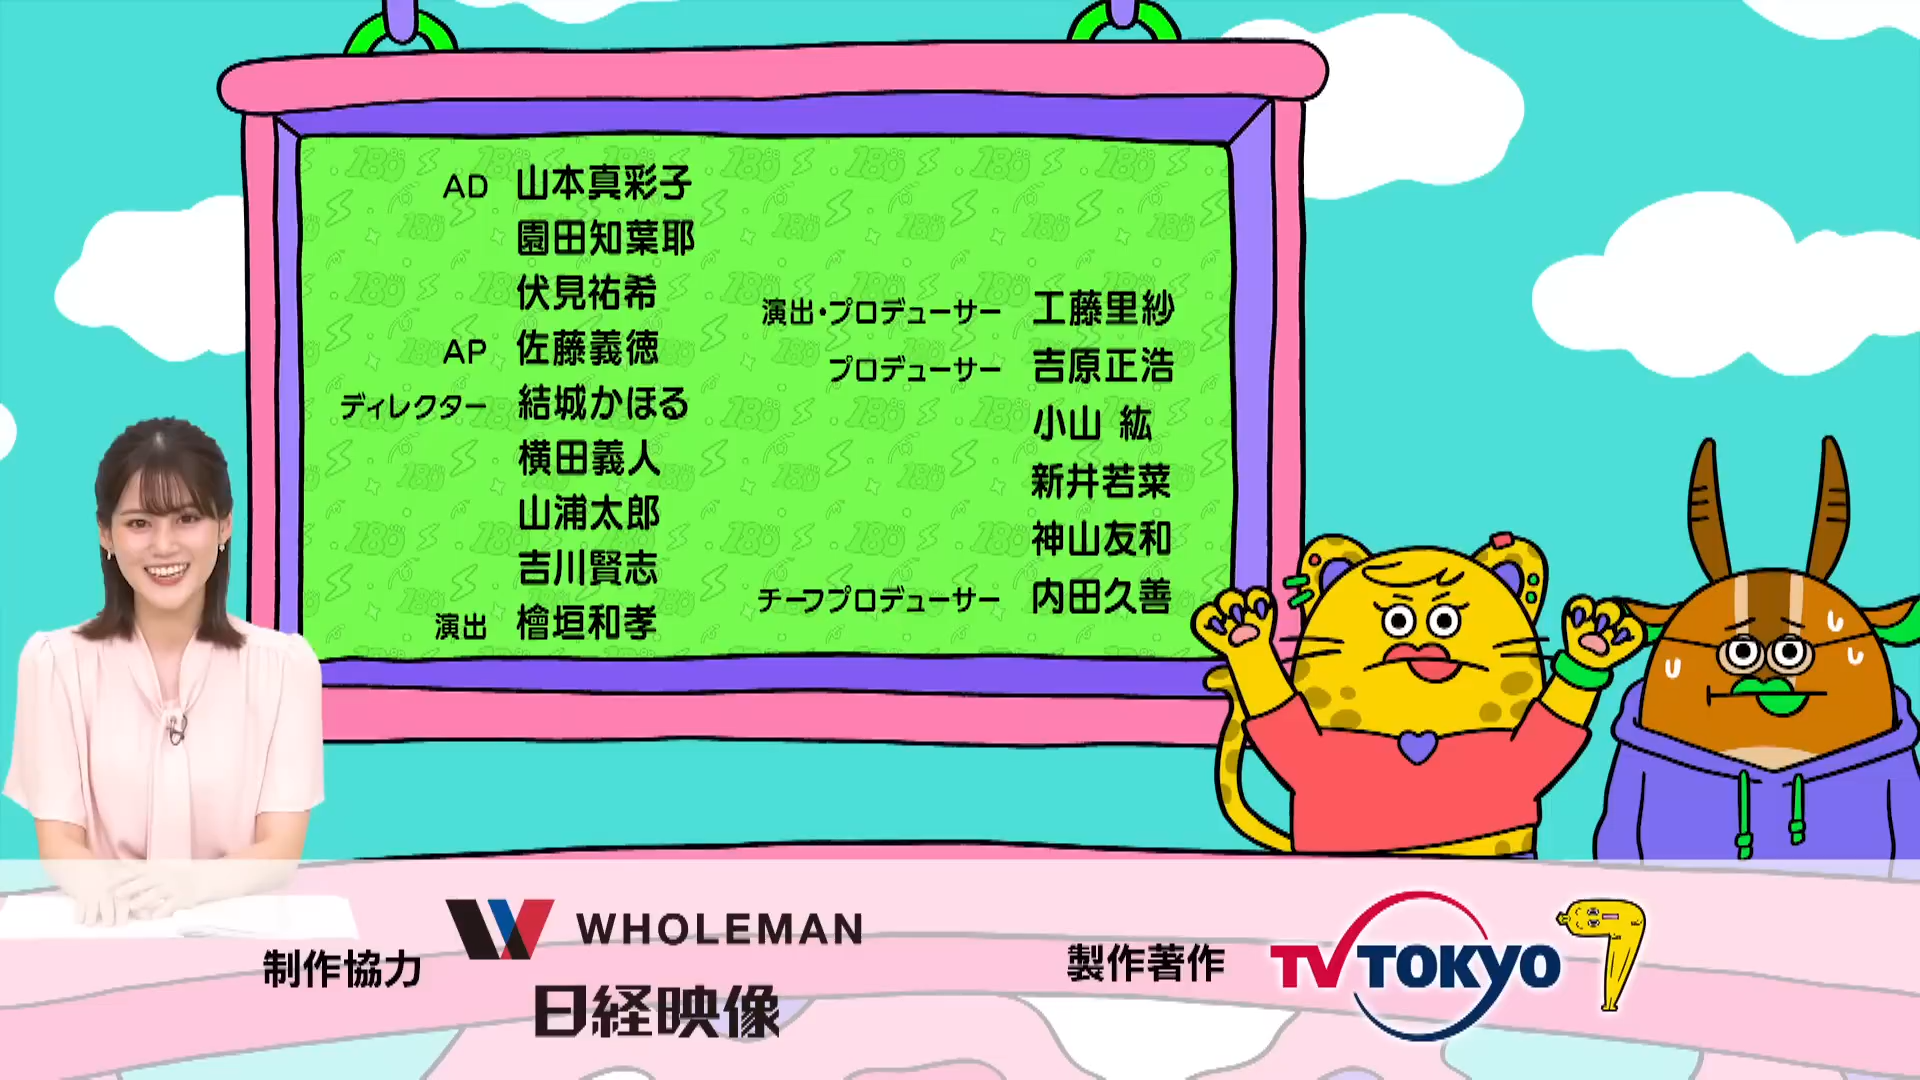 AD 山本真彩子
園田知葉耶
伏見祐希
AP 佐藤義徳
ディレクター 結城かほる
横田義人
山浦太郎
吉川賢志
演出 檜垣和孝
演出・プロデューサー 工藤里紗
プロデューサー 吉原正浩
小山 紘
新井若菜
神山友和
チーフプロデューサー 内田久善
制作協力 WHOLEMAN
日経映像
製作著作 TV TOKYO 7